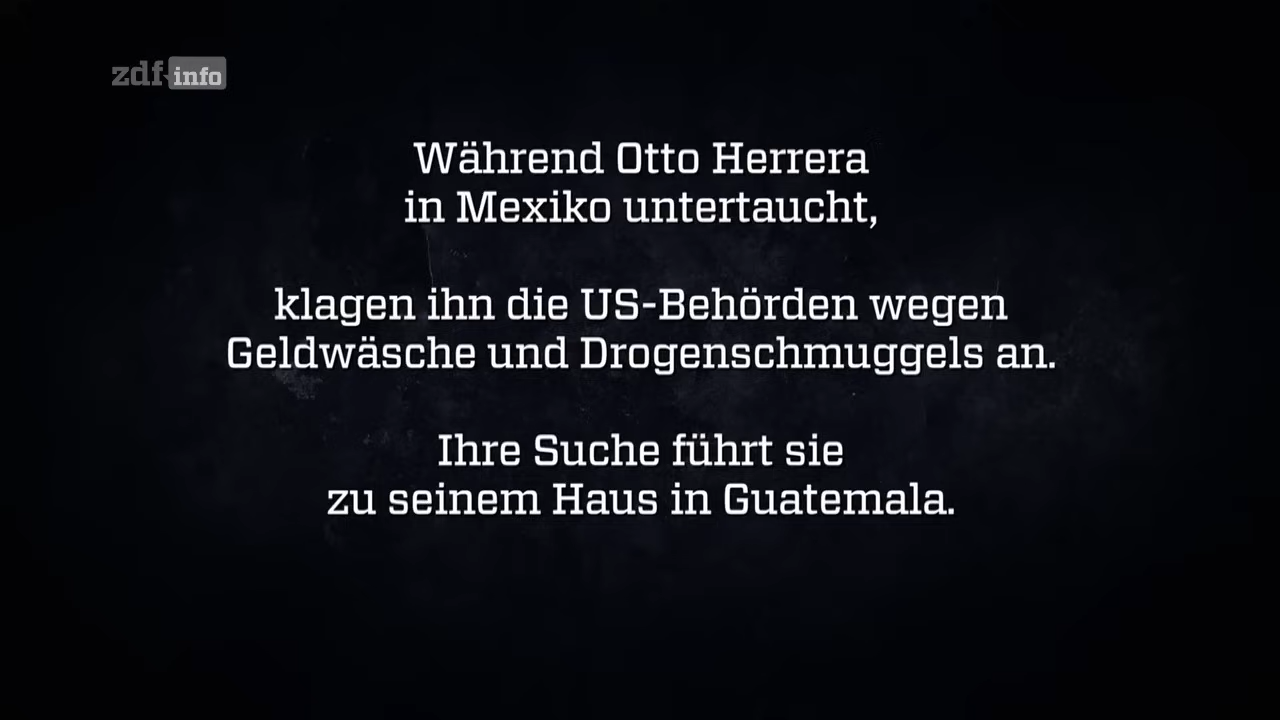 zdf info
Während Otto Herrera
in Mexiko untertaucht,
klagen ihn die US-Behörden wegen
Geldwäsche und Drogenschmuggels an.
Ihre Suche führt sie
zu seinem Haus in Guatemala.